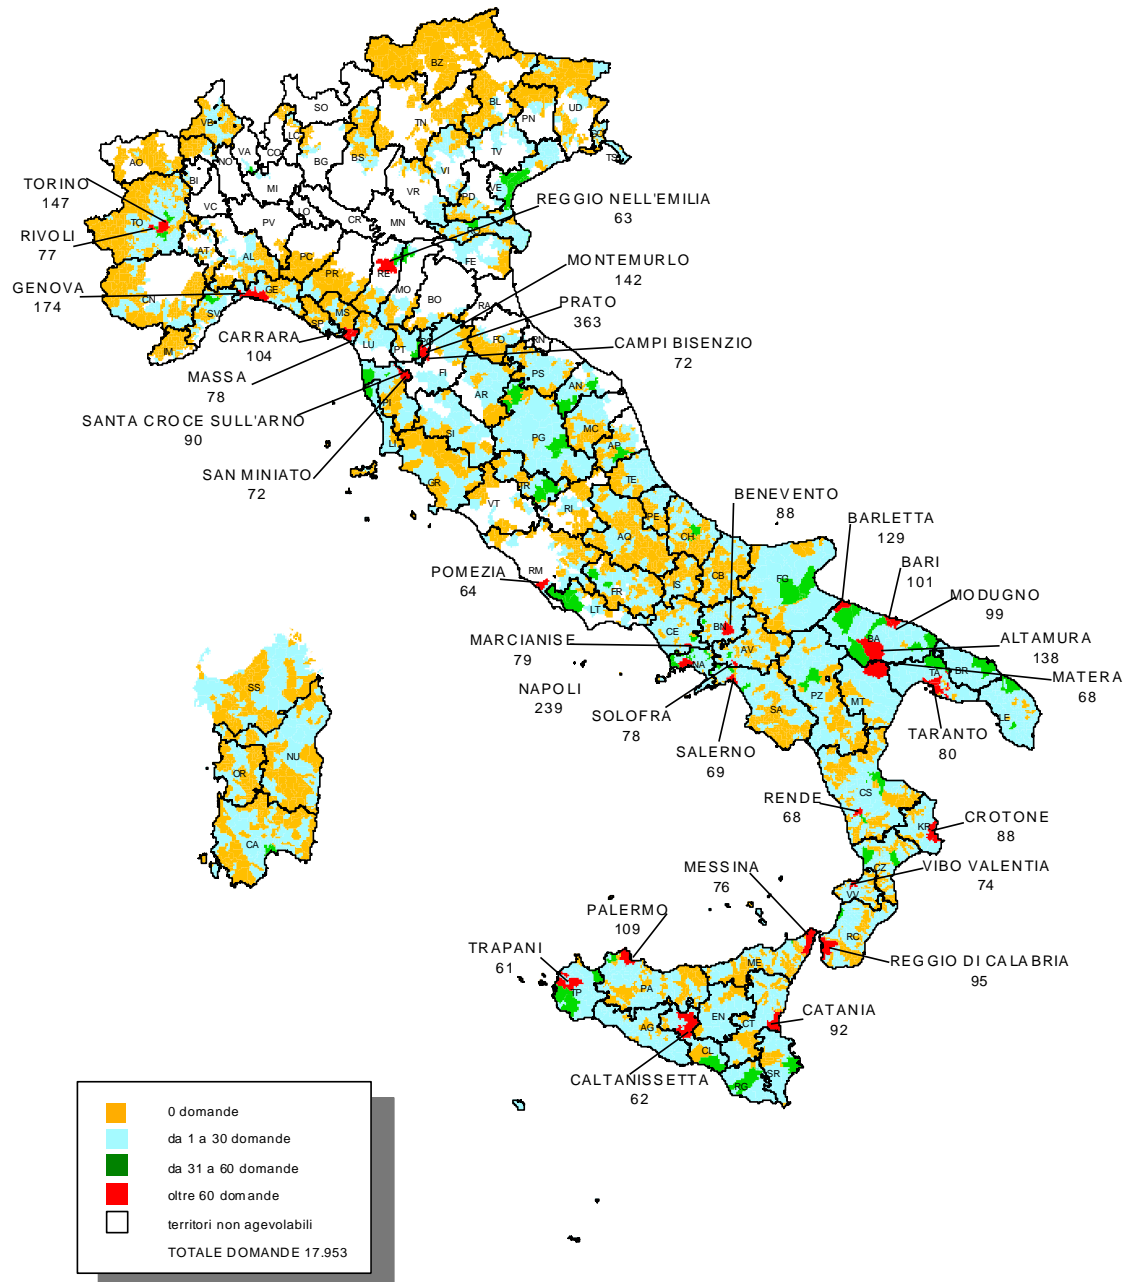 BZ
SO
BL
UD
PN
TN
VB
LC
GO
VA
CO
TV
TS
AO
NO
BG
BS
VI
BI
MI
VR
PD
VE
TORINO
147
VC
LO
REGGIO NELL'EMILIA
63
PV
CR
MN
TO
RO
RIVOLI
77
AT
AL
PC
FE
MONTEMURLO
142
PR
RE
GENOVA
174
GE
MO
BO
CN
RA
PRATO
363
SV
MS
SP
CARRARA
104
LU
PT
PO
FO
RN
CAMPI BISENZIO
72
IM
MASSA
78
FI
PS
AN
AR
SANTA CROCE SULL'ARNO
90
PI
MC
SI
PG
LI
AP
SAN MINIATO
72
GR
TR
TE
VT
RI
PE
BENEVENTO
88
BARLETTA
129
AQ
CH
BARI
101
RM
POMEZIA
64
CB
FG
IS
FR
MODUGNO
99
LT
CE
BN
MARCIANISE
79
BA
ALTAMURA
138
AV
NA
TA
BR
MATERA
68
NAPOLI
239
SS
PZ
MT
SOLOFRA
78
SA
LE
TARANTO
80
SALERNO
69
NU
OR
CS
RENDE
68
CROTONE
88
KR
CA
CZ
MESSINA
76
VIBO VALENTIA
74
VV
PALERMO
109
RC
TRAPANI
61
ME
REGGIO DI CALABRIA
95
TP
PA
CATANIA
92
EN
CT
AG
CL
CALTANISSETTA
62
SR
RG
0 domande
da 1 a 30 domande
da 31 a 60 domande
oltre 60 domande
territori non agevolabili
TOTALE DOMANDE 17.953